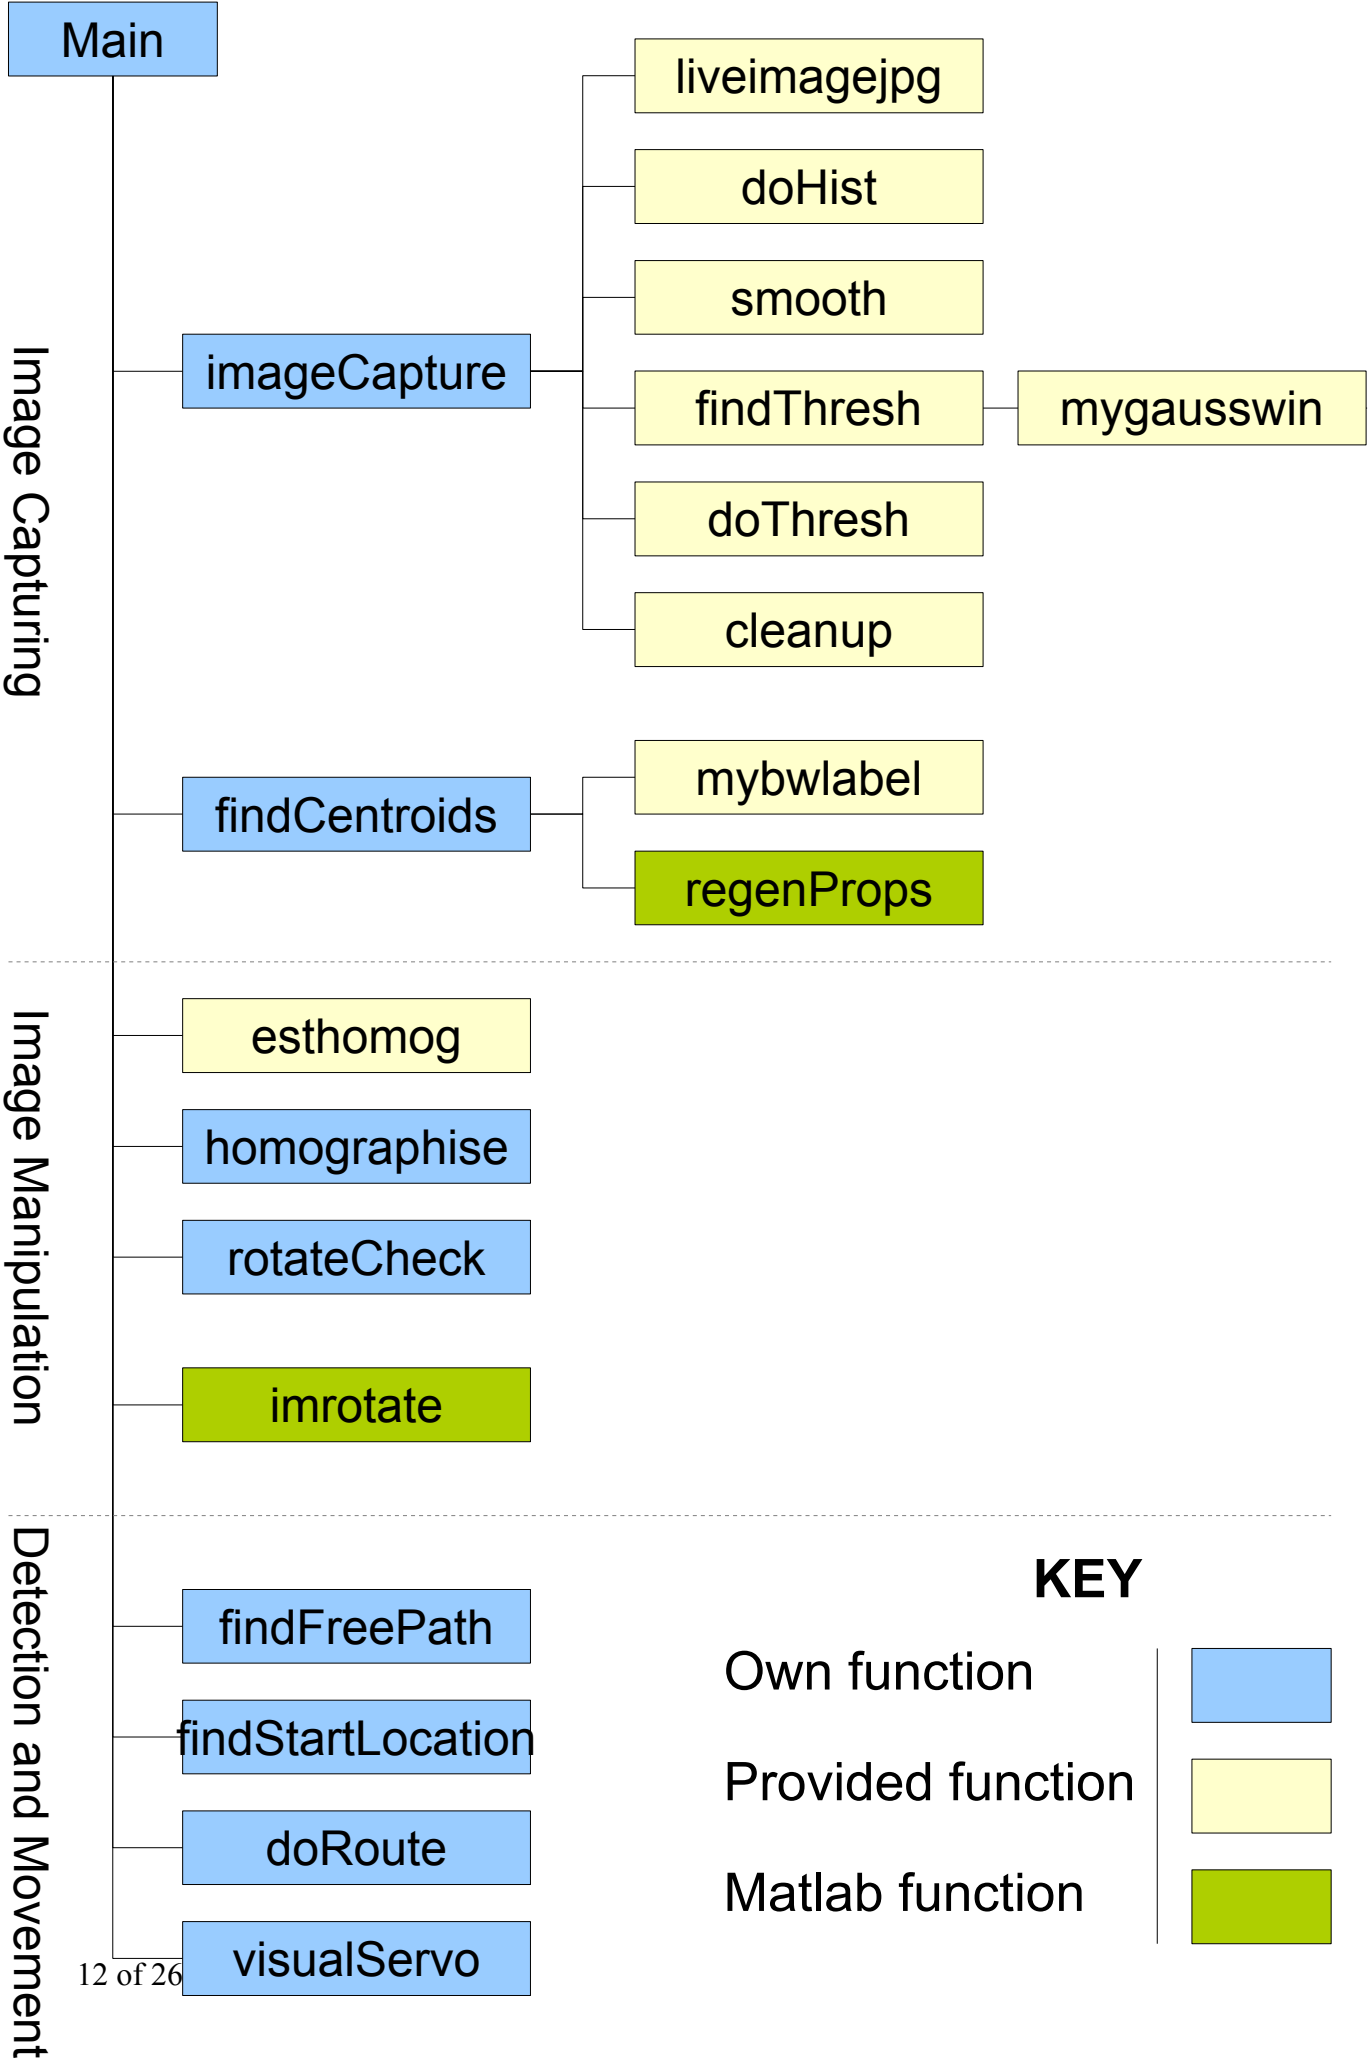 Main
Image Capturing
imageCapture
liveimagejpg
doHist
smooth
findThresh
mygausswin
doThresh
cleanup
findCentroids
mybwlabel
regenProps
Image Manipulation
esthomog
homographise
rotateCheck
imrotate
Detection and Movement
findFreePath
findStartLocation
doRoute
visualServo
KEY
Own function
Provided function
Matlab function
12 of 26